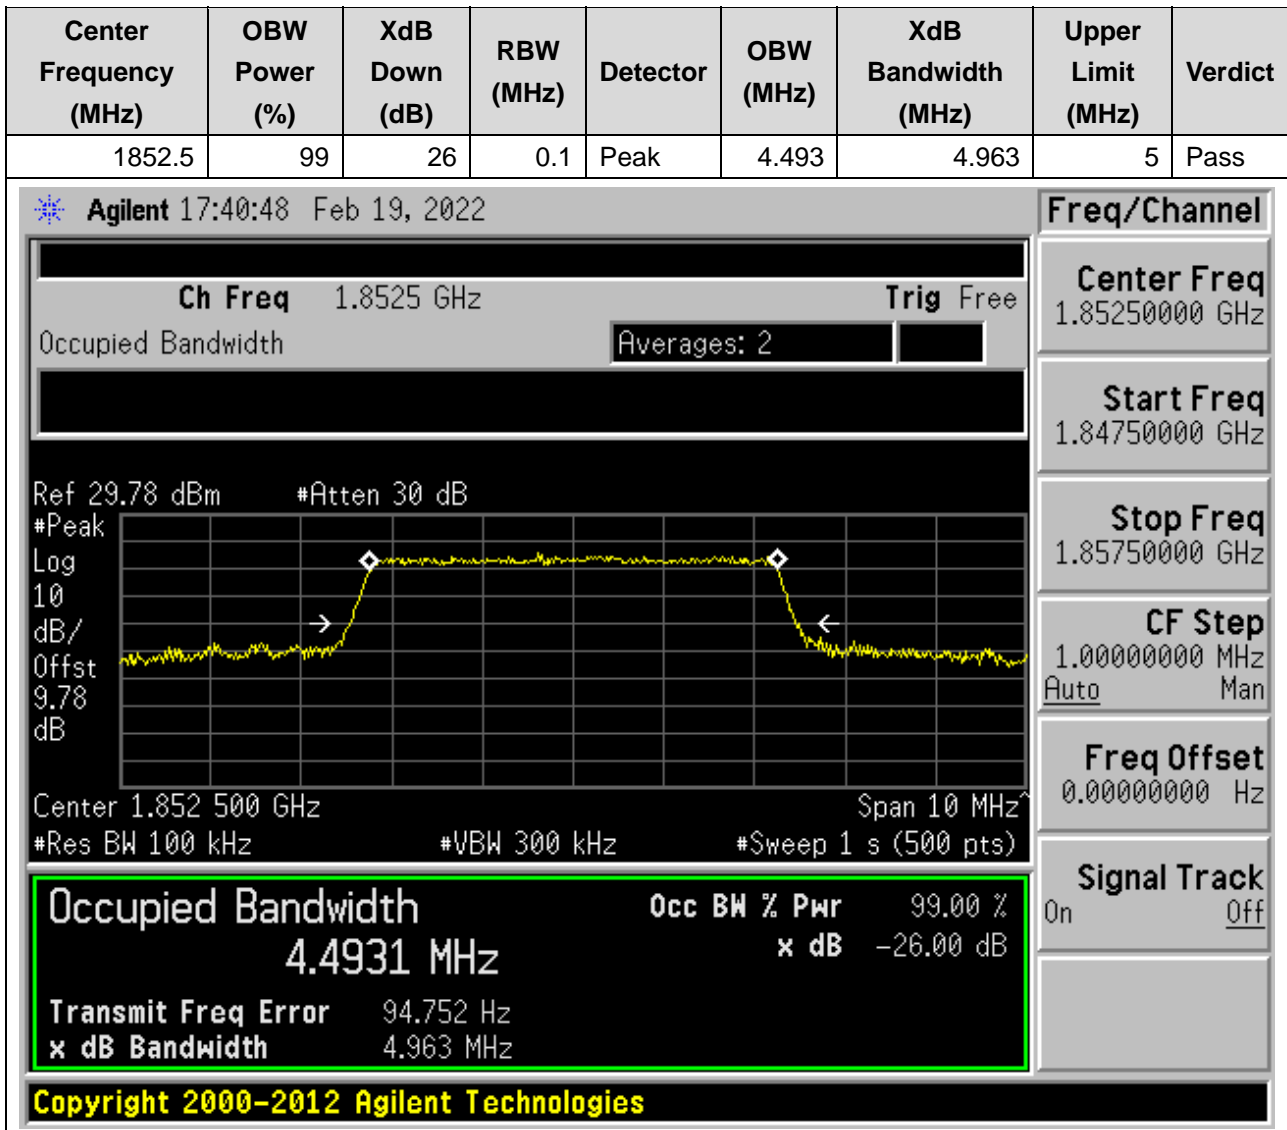 Center Frequency (MHz) OBW Power (%) XdB Down (dB) RBW (MHz) Detector OBW (MHz) XdB Bandwidth (MHz) Upper Limit (MHz) Verdict
1852.5 99 26 0.1 Peak 4.493 4.963 5 Pass
Agilent 17:40:48 Feb 19, 2022
Freq/Channel
Ch Freq 1.8525 GHz Trig Free
Occupied Bandwidth Averages: 2
Ref 29.78 dBm #Atten 30 dB
#Peak
Log
10
dB/
Offst
9.78
dB
Center 1.852 500 GHz Span 10 MHz^
#Res BW 100 kHz #VBW 300 kHz #Sweep 1 s (500 pts)
Occupied Bandwidth
4.4931 MHz
Occ BW % Pwr 99.00 %
x dB -26.00 dB
Transmit Freq Error 94.752 Hz
x dB Bandwidth 4.963 MHz
Center Freq
1.85250000 GHz
Start Freq
1.84750000 GHz
Stop Freq
1.85750000 GHz
CF Step
1.00000000 MHz
Auto Man
Freq Offset
0.00000000 Hz
Signal Track
On Off
Copyright 2000-2012 Agilent Technologies